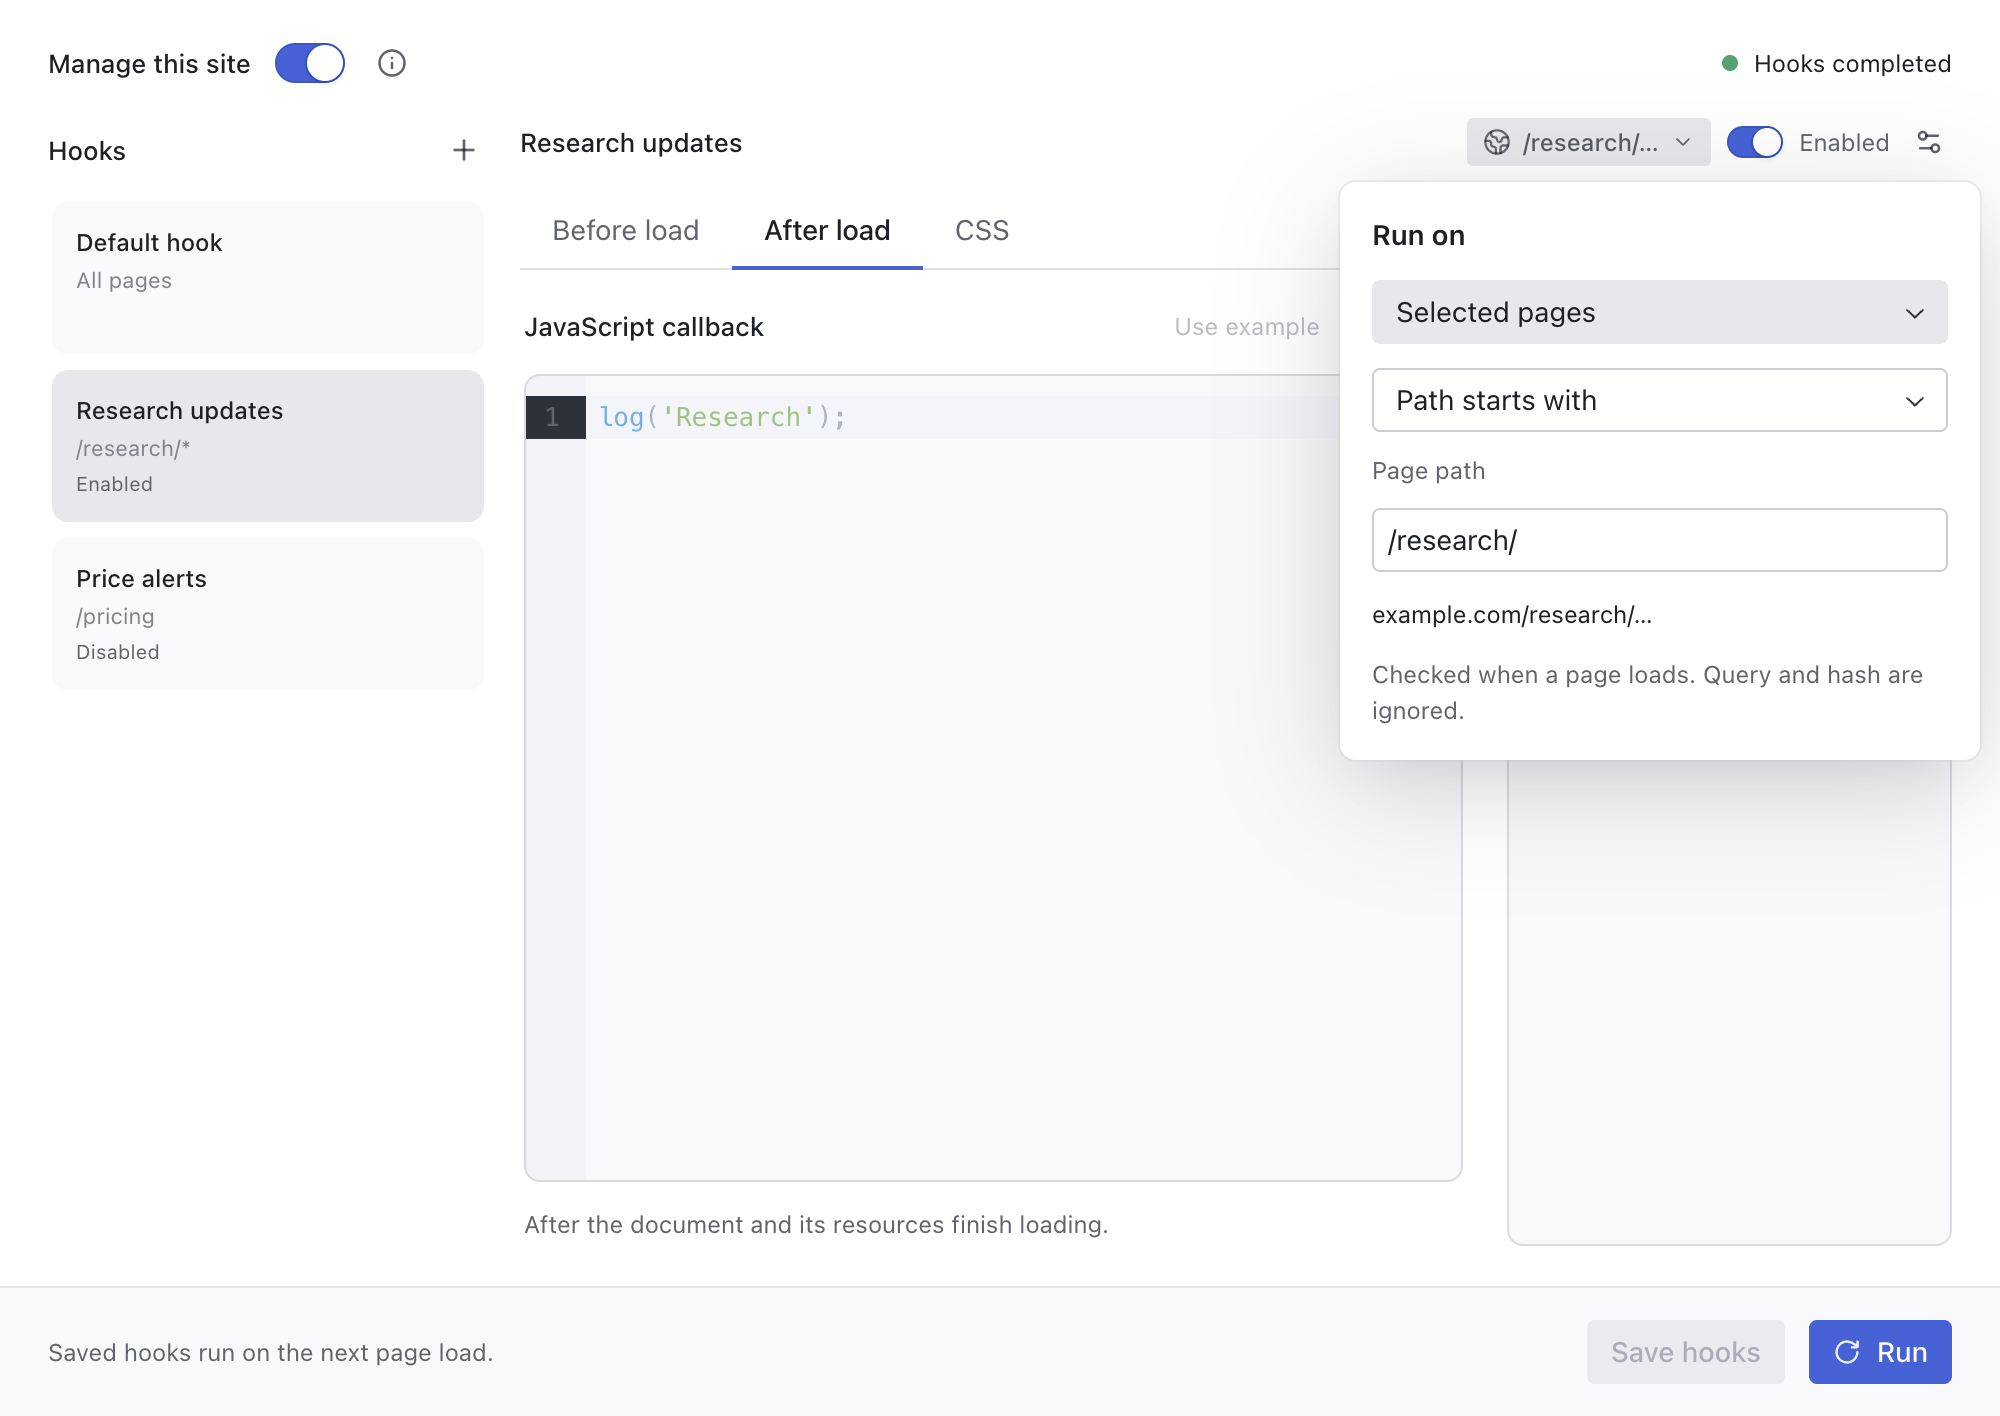 Manage this site
Hooks completed
Hooks
Research updates
/research/...
Enabled
Default hook
All pages
Research updates
/research/*
Enabled
Price alerts
/pricing
Disabled
Before load
After load
CSS
JavaScript callback
Use example
1
log('Research');
After the document and its resources finish loading.
Run on
Selected pages
Path starts with
Page path
/research/
example.com/research/...
Checked when a page loads. Query and hash are
ignored.
Saved hooks run on the next page load.
Save hooks
Run